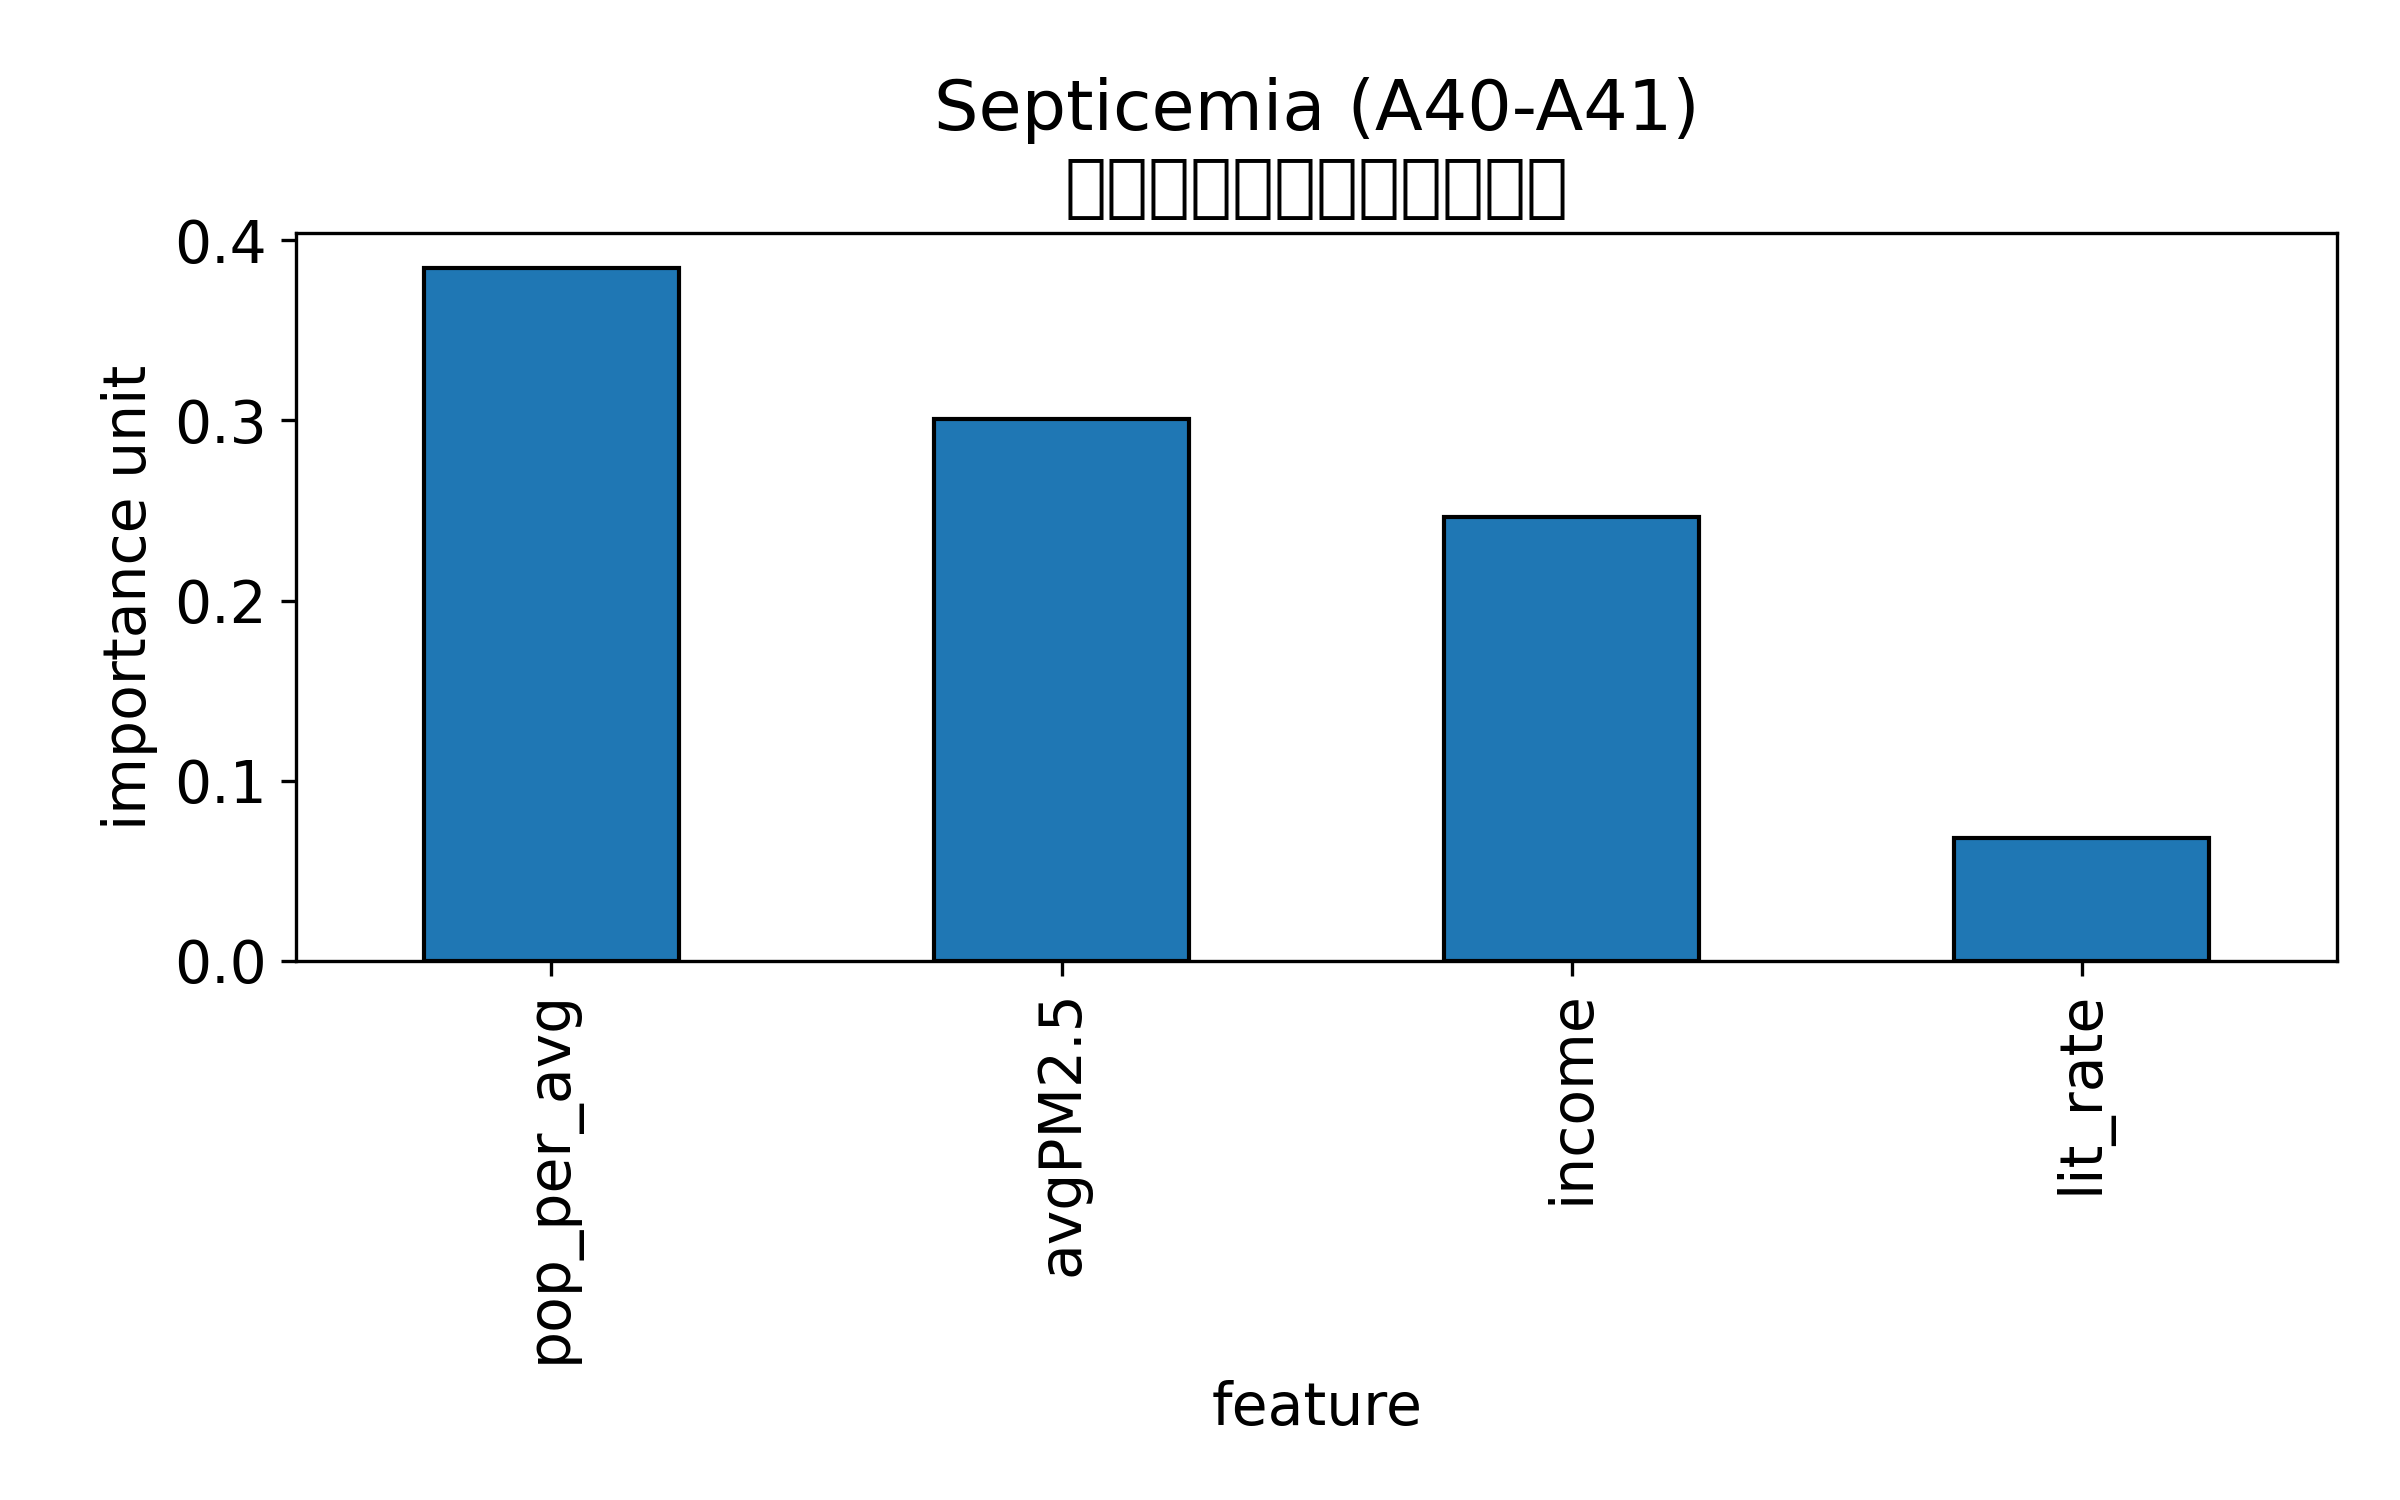 Septicemia (A40-A41)
0.4
0.3
0.2
0.1
0.0
importance unit
pop_per_avg
avgPM2.5
income
lit_rate
feature